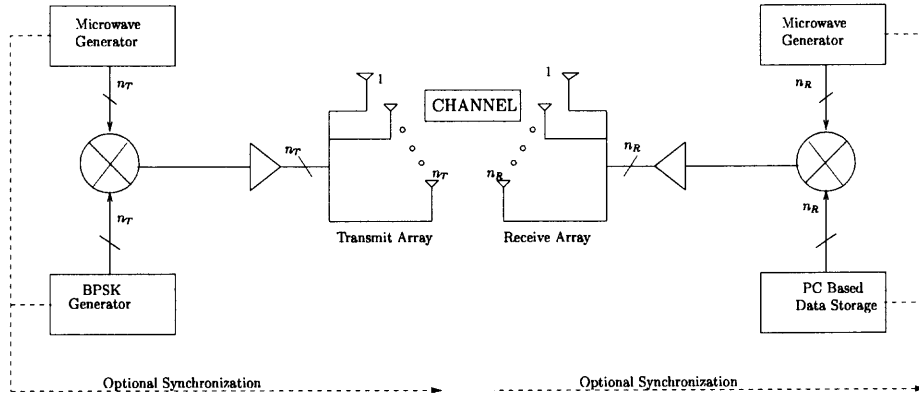 Microwave
Generator
n_T
n_T
BPSK
Generator
n_T
1
n_T
Transmit Array
CHANNEL
1
n_R
Receive Array
n_R
Microwave
Generator
n_R
n_R
PC Based
Data Storage
Optional Synchronization
Optional Synchronization